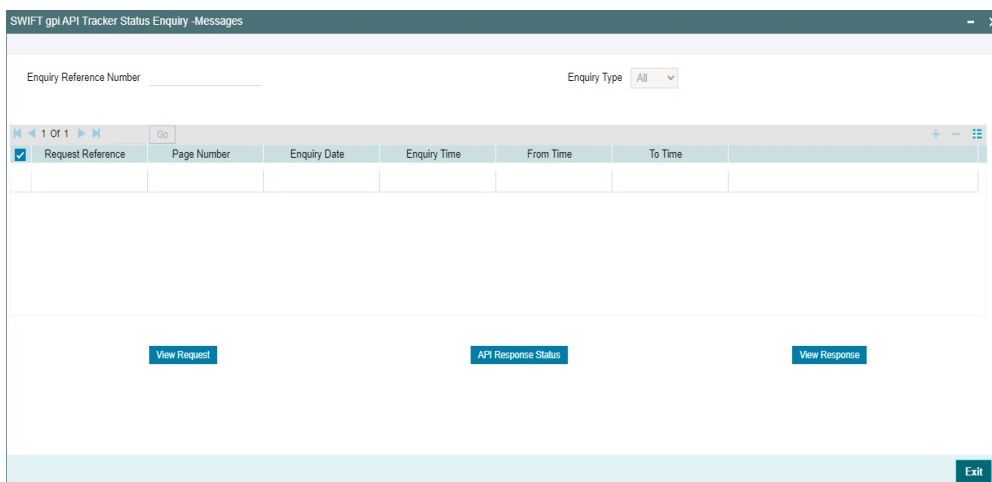 SWIFT gpi API Tracker Status Enquiry -Messages
Enquiry Reference Number Enquiry Type All
1 Of 1 Go
Request Reference Page Number Enquiry Date Enquiry Time From Time To Time
View Request API Response Status View Response
Exit